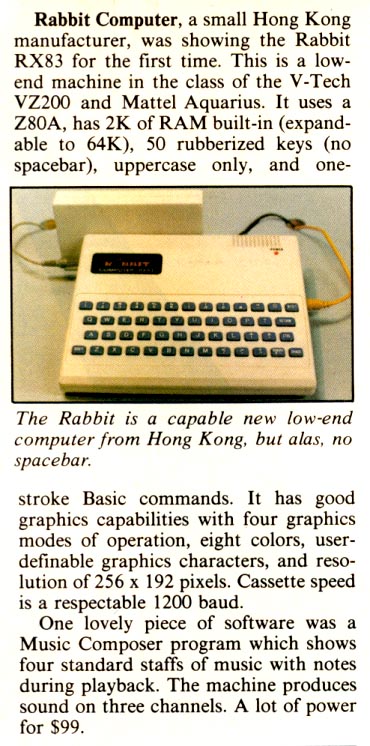 Rabbit Computer, a small Hong Kong
manufacturer, was showing the Rabbit
RX83 for the first time. This is a low-
end machine in the class of the V-Tech
VZ200 and Mattel Aquarius. It uses a
Z80A, has 2K of RAM built-in (expand-
able to 64K), 50 rubberized keys (no
spacebar), uppercase only, and one-
The Rabbit is a capable new low-end
computer from Hong Kong, but alas, no
spacebar.
stroke Basic commands. It has good
graphics capabilities with four graphics
modes of operation, eight colors, user-
definable graphics characters, and reso-
lution of 256 x 192 pixels. Cassette speed
is a respectable 1200 baud.
One lovely piece of software was a
Music Composer program which shows
four standard staffs of music with notes
during playback. The machine produces
sound on three channels. A lot of power
for $99.